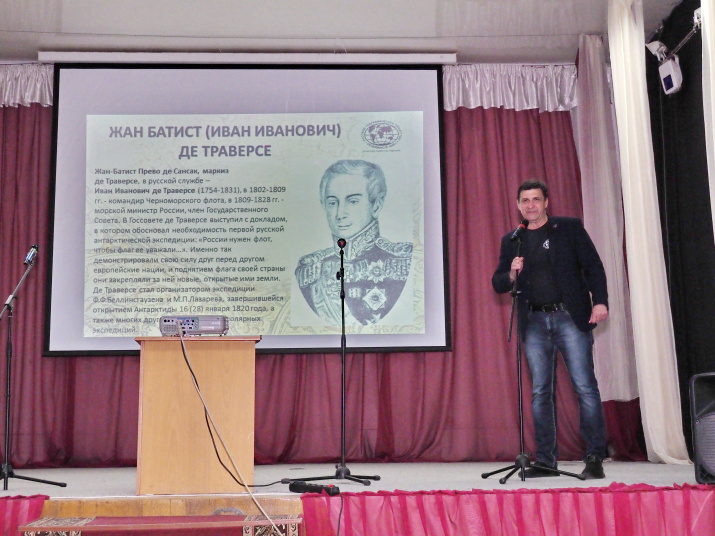 ЖАН БАТИСТ (ИВАН ИВАНОВИЧ)
ДЕ ТРАВЕРСЕ
Жан-Батист Прево де Сансак, маркиз
де Траверсе, в русской службе –
Иван Иванович де Траверсе (1754-1831), в 1802-1809
гг. - командир Черноморского флота, в 1809-1828 гг. -
морской министр России, член Государственного
Совета. В Госсовете де Траверсе выступил с докладом,
в котором обосновал необходимость первой русской
антарктической экспедиции: «России нужен флот,
чтобы флаг ее уважали...». Именно так
демонстрировали свою силу друг перед другом
европейские нации, и поднятием флага своей страны
они закрепляли за ней новые, открытые ими земли.
Де Траверсе стал организатором экспедиции
Ф.Ф.Беллинсгаузена и М.П.Лазарева, завершившейся
открытием Антарктиды 16 (28) января 1820 года, а
также многих
экспедиций.